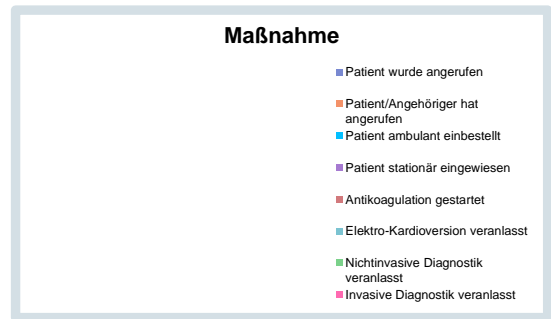 Maßnahme
Patient wurde angerufen
Patient/Angehöriger hat
angerufen
Patient ambulant einbestellt
Patient stationär eingewiesen
Antikoagulation gestartet
Elektro-Kardioversion veranlasst
Nichtinvasive Diagnostik
veranlasst
Invasive Diagnostik veranlasst